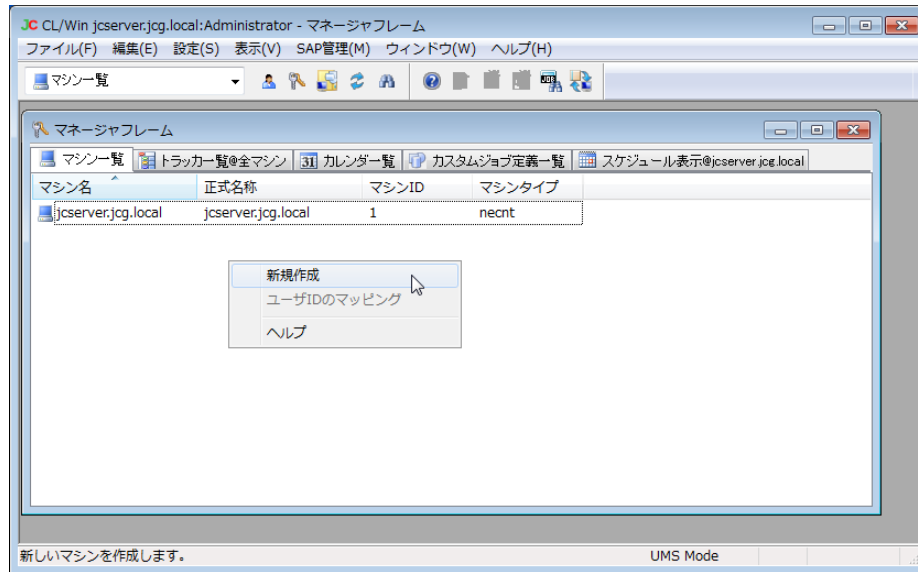 JC CL/Win jcserver.jcg.local:Administrator - マネージャフレーム
ファイル(F) 編集(E) 設定(S) 表示(V) SAP管理(M) ウィンドウ(W) ヘルプ(H)
マシン一覧
マネージャフレーム
マシン一覧 トラッカー一覧@全マシン 31 カレンダー一覧 カスタムジョブ定義一覧 スケジュール表示@jcserver.jcg.local
マシン名 正式名称 マシンID マシンタイプ
jcserver.jcg.local jcserver.jcg.local 1 necnt
新規作成
ユーザIDのマッピング
ヘルプ
新しいマシンを作成します。 UMS Mode